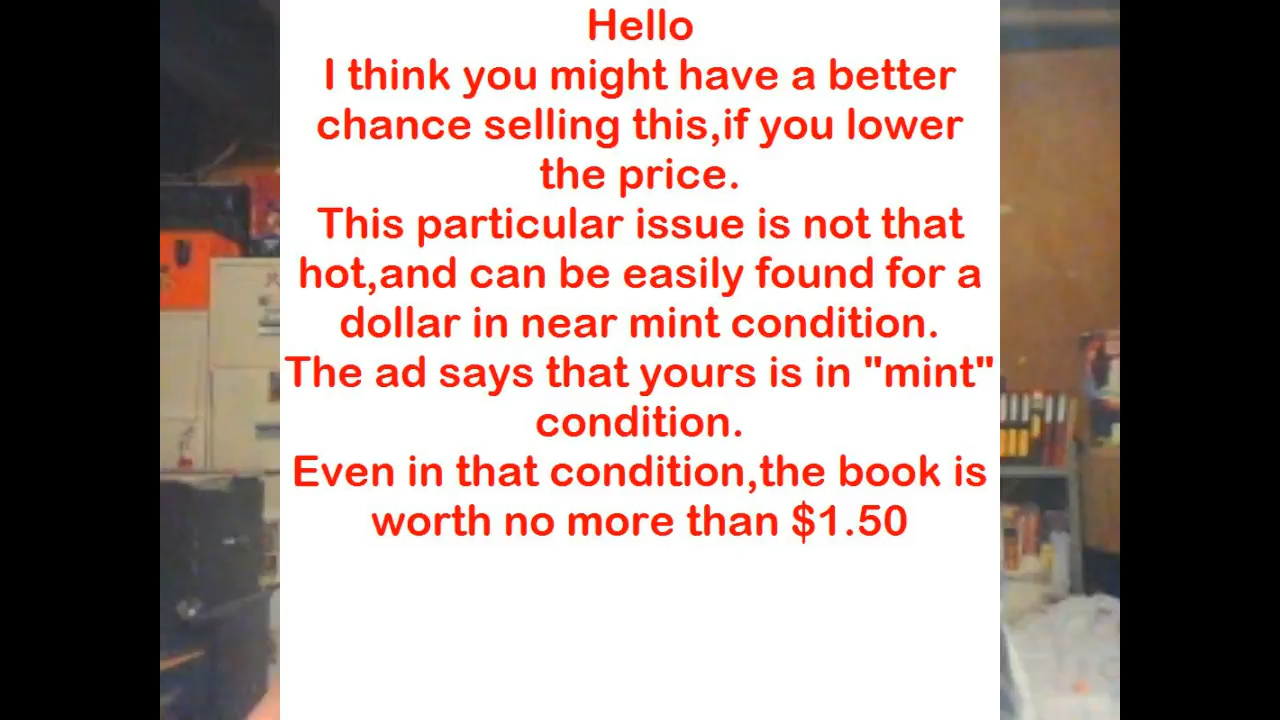 Hello
I think you might have a better
chance selling this,if you lower
the price.
This particular issue is not that
hot,and can be easily found for a
dollar in near mint condition.
The ad says that yours is in "mint"
condition.
Even in that condition,the book is
worth no more than $1.50